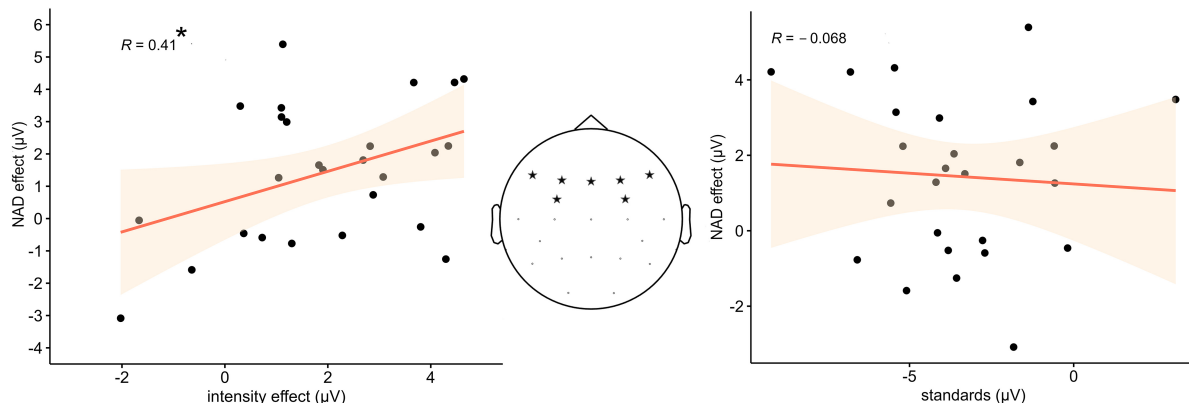 R = 0.41 *
NAD effect (µV)
6
5
4
3
2
1
0
-1
-2
-3
-4
-2 0 2 4
intensity effect (µV)
R = − 0.068
NAD effect (µV)
4
2
0
-2
-5 0
standards (µV)